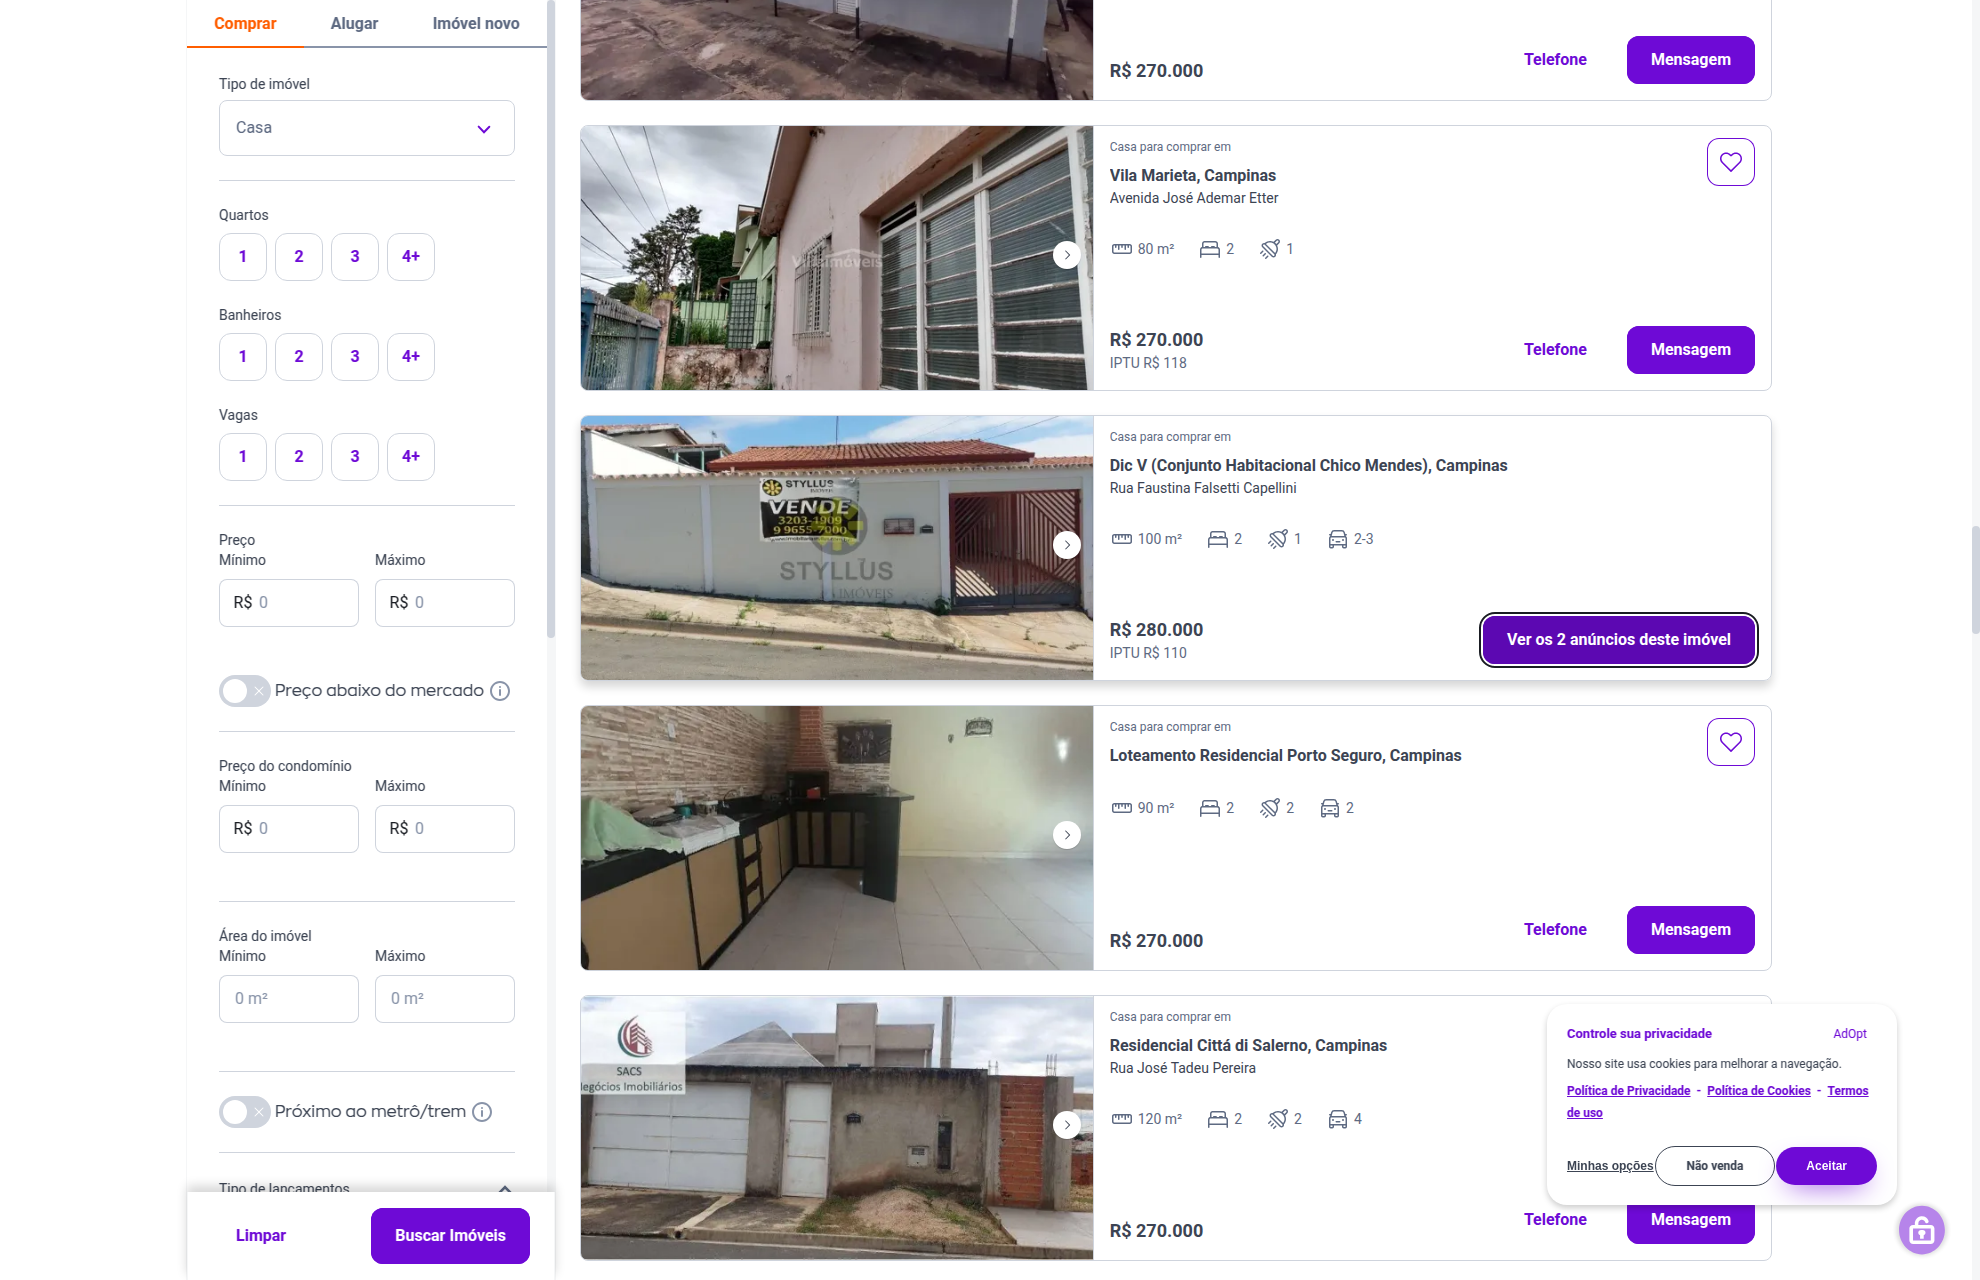 Comprar
Alugar
Imóvel novo
Tipo de imóvel
Casa
Quartos
1 2 3 4+
Banheiros
1 2 3 4+
Vagas
1 2 3 4+
Preço
Mínimo Máximo
R$ 0 R$ 0
Preço abaixo do mercado
Preço do condomínio
Mínimo Máximo
R$ 0 R$ 0
Área do imóvel
Mínimo Máximo
0 m² 0 m²
Próximo ao metrô/trem
Tipo de lançamentos
Limpar
Buscar Imóveis
R$ 270.000
Telefone
Mensagem
Casa para comprar em
Vila Marieta, Campinas
Avenida José Ademar Etter
80 m² 2 1
R$ 270.000
IPTU R$ 118
Telefone
Mensagem
STYLLUS
VENDE
3203-4909
9 9655-7000
STYLLUS
IMÓVEIS
Casa para comprar em
Dic V (Conjunto Habitacional Chico Mendes), Campinas
Rua Faustina Falsetti Capellini
100 m² 2 1 2-3
R$ 280.000
IPTU R$ 110
Ver os 2 anúncios deste imóvel
Casa para comprar em
Loteamento Residencial Porto Seguro, Campinas
90 m² 2 2 2
R$ 270.000
Telefone
Mensagem
SACS
egócios Imobiliários
Casa para comprar em
Residencial Cittá di Salerno, Campinas
Rua José Tadeu Pereira
120 m² 2 2 4
R$ 270.000
Telefone
Mensagem
Controle sua privacidade
AdOpt
Nosso site usa cookies para melhorar a navegação.
Política de Privacidade - Política de Cookies - Termos
de uso
Minhas opções
Não venda
Aceitar